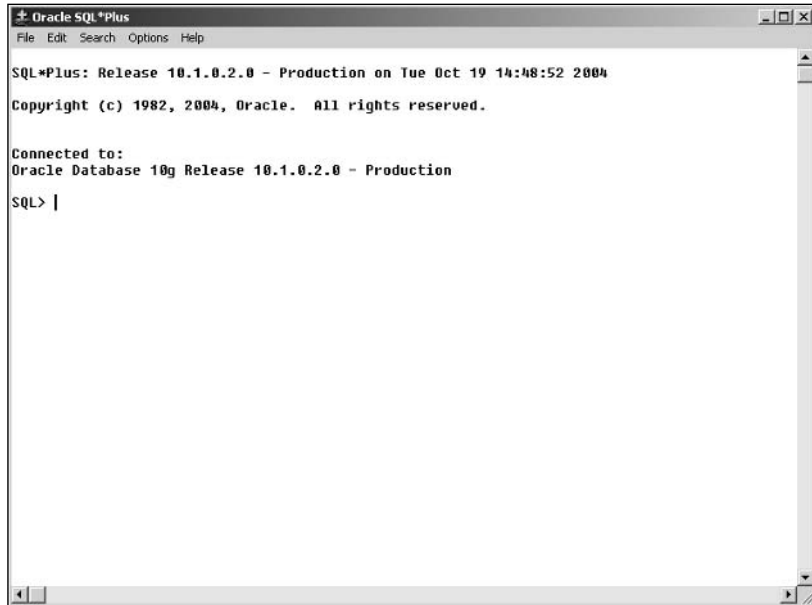 Oracle SQL*Plus
File Edit Search Options Help
SQL*Plus: Release 10.1.0.2.0 - Production on Tue Oct 19 14:48:52 2004
Copyright (c) 1982, 2004, Oracle.  All rights reserved.
Connected to:
Oracle Database 10g Release 10.1.0.2.0 - Production
SQL>